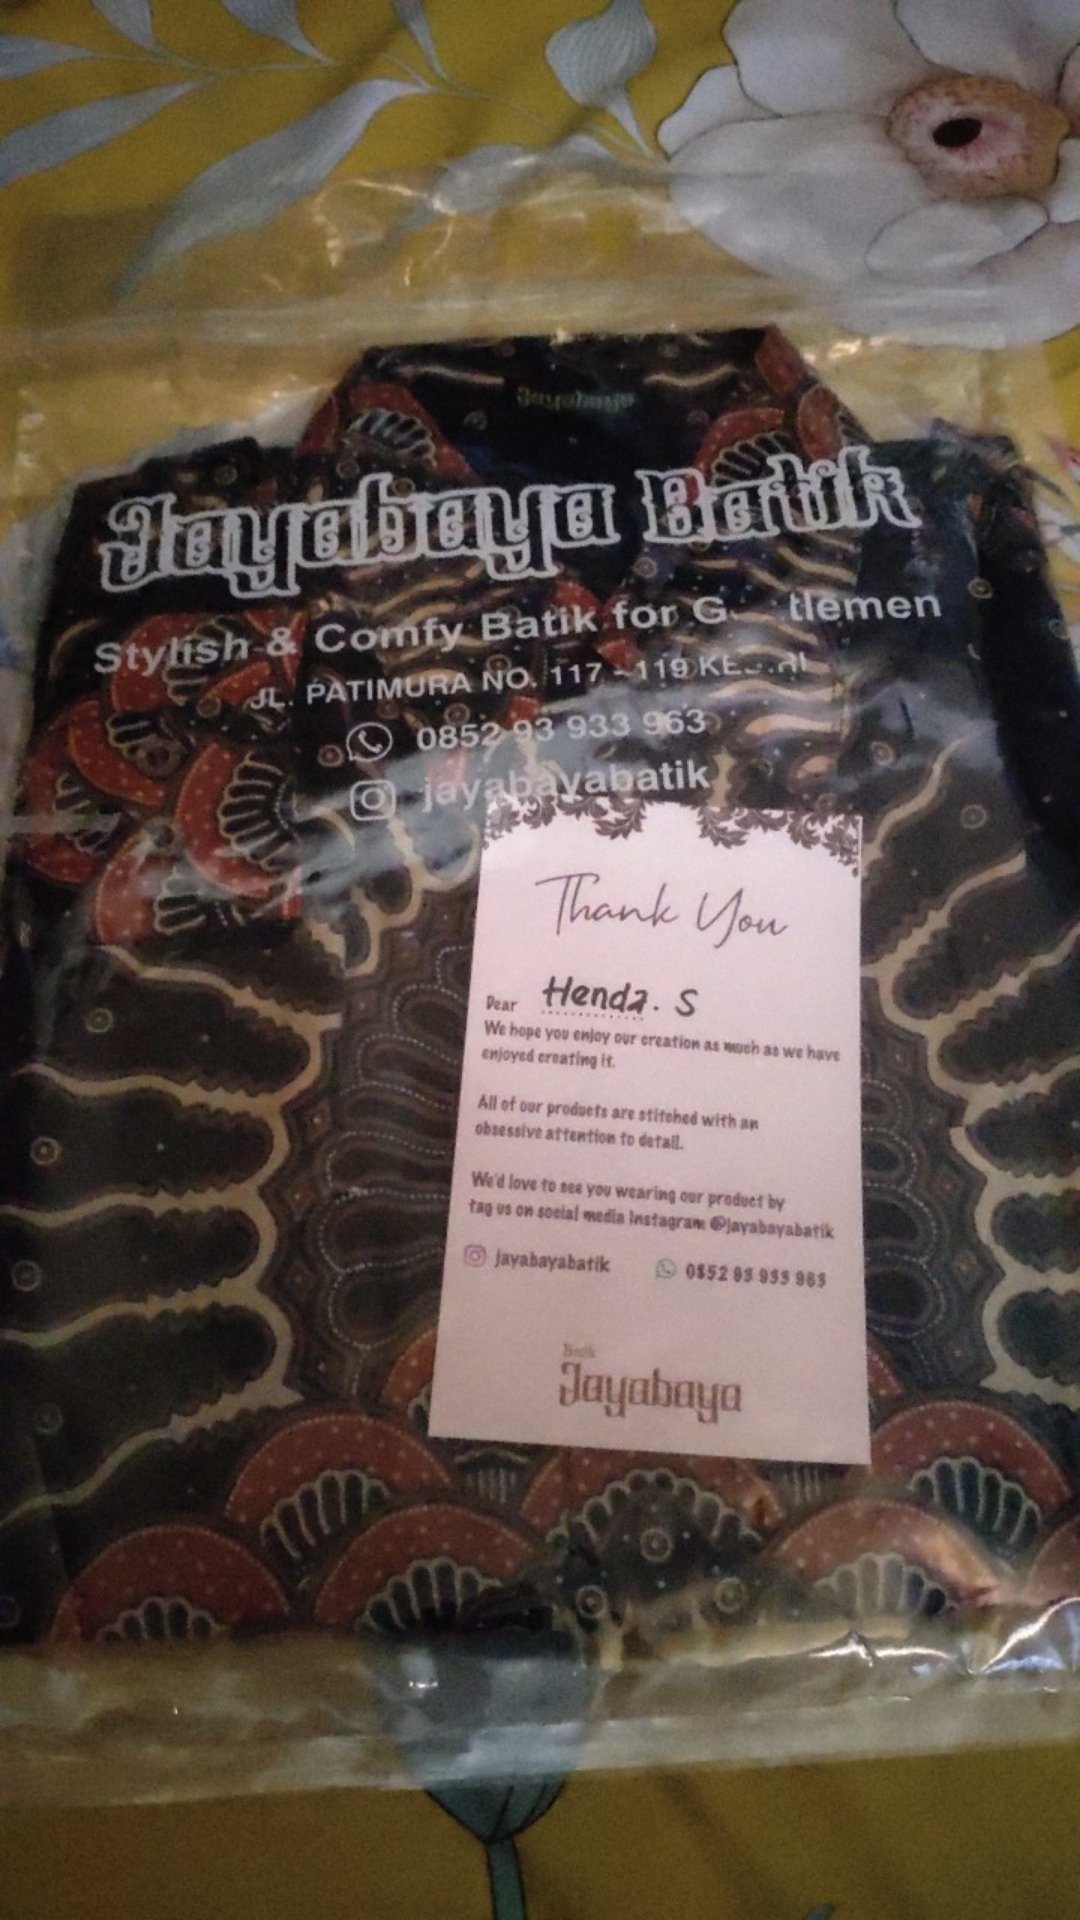 Jayabaya
Jayabaya Batik
Stylish & Comfy Batik for
JL. PATIMURA NO. 117 - 119
0852 93 933 963
jayabayabatik
Thank You
Dear Henda. S
We hope you enjoy our creation as much as we have
enjoyed creating it.
All of our products are stitched with an
obsessive attention to detail.
We'd love to see you wearing our product by
tag us on social media Instagram @jayabayabatik
jayabayabatik 0852 93 933 963
Batik
Jayabaya